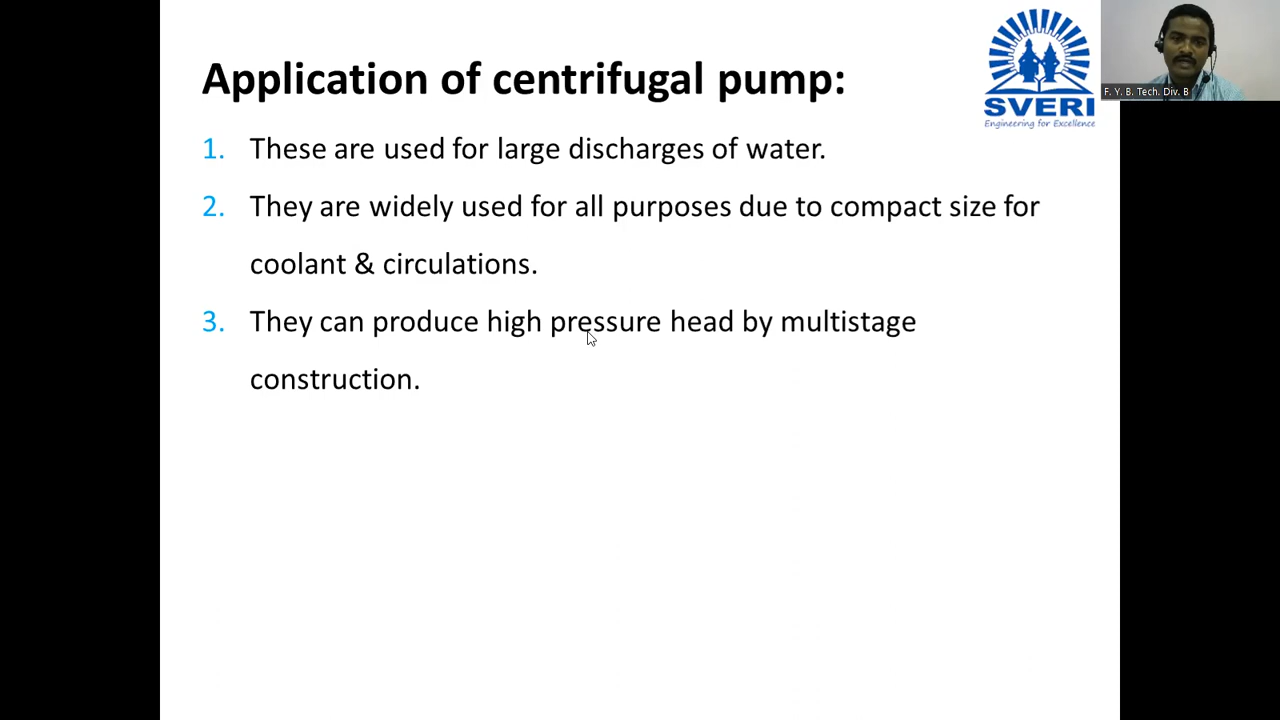 Application of centrifugal pump:
SVERI
Engineering for Excellence
F. Y. B. Tech. Div. B
1. These are used for large discharges of water.
2. They are widely used for all purposes due to compact size for
coolant & circulations.
3. They can produce high pressure head by multistage
construction.